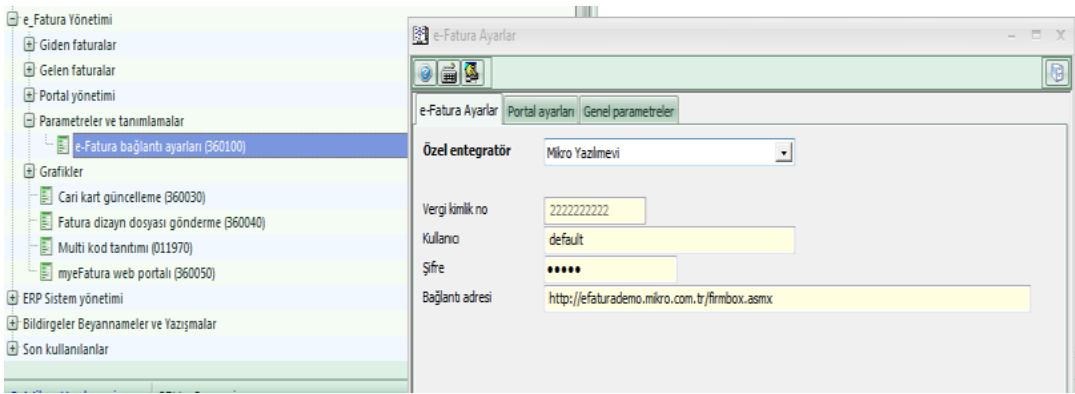 e_Fatura Yönetimi
Giden faturalar
Gelen faturalar
Portal yönetimi
Parametreler ve tanımlamalar
e-Fatura bağlantı ayarları (360100)
Grafikler
Cari kart güncelleme (360030)
Fatura dizayn dosyası gönderme (360040)
Multi kod tanıtımı (011970)
myeFatura web portalı (360050)
ERP Sistem yönetimi
Bildirgeler Beyannameler ve Yazışmalar
Son kullanılanlar
e-Fatura Ayarlar
e-Fatura Ayarlar Portal ayarları Genel parametreler
Özel entegratör Mikro Yazılımevi
Vergi kimlik no 2222222222
Kullanıcı default
Şifre •••••
Bağlantı adresi http://efaturademo.mikro.com.tr/firmbox.asmx